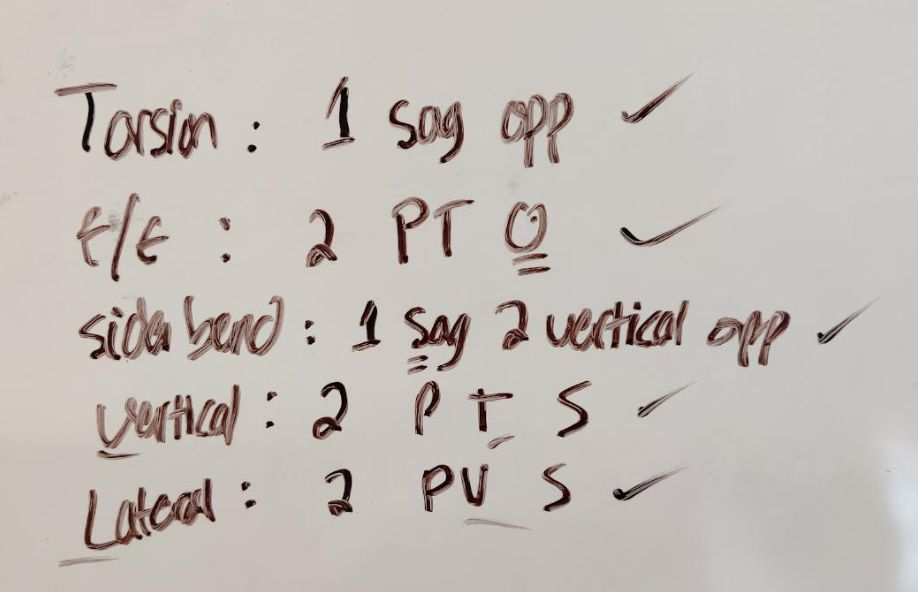 Torsion : 1 sag opp ✓
F/E : 2 PT O ✓
side bend : 1 Sag 2 vertical opp ✓
vertical : 2 P T S ✓
Lateral : 2 PV S ✓